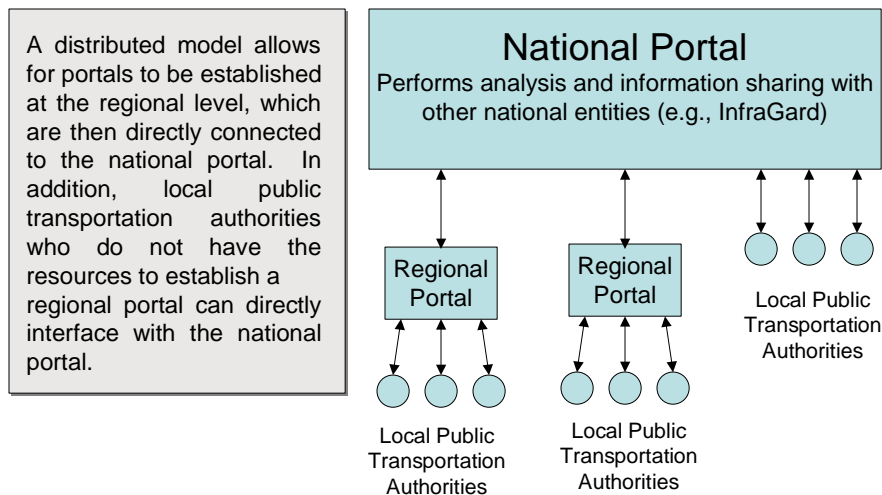 A distributed model allows
for portals to be established
at the regional level, which
are then directly connected
to the national portal. In
addition, local public
transportation authorities
who do not have the
resources to establish a
regional portal can directly
interface with the national
portal.
National Portal
Performs analysis and information sharing with
other national entities (e.g., InfraGard)
Regional
Portal
Regional
Portal
Local Public
Transportation
Authorities
Local Public
Transportation
Authorities
Local Public
Transportation
Authorities